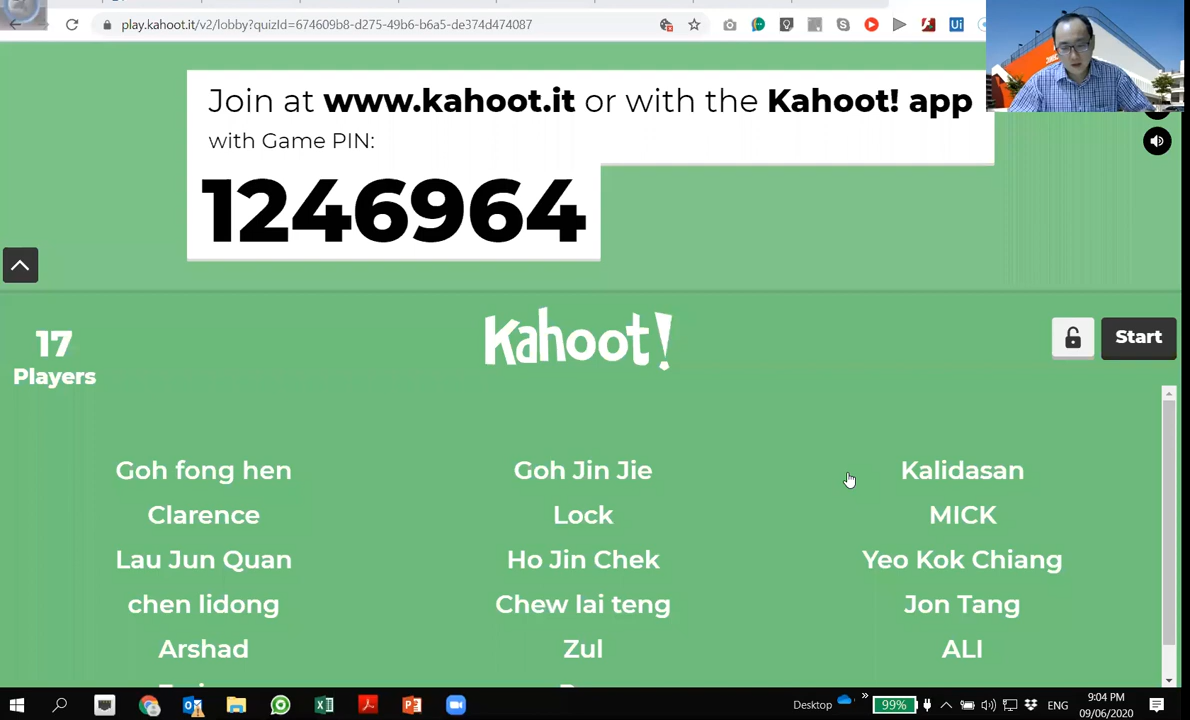 play.kahoot.it/v2/lobby?quizId=674609b8-d275-49b6-b6a5-de374d474087
Join at www.kahoot.it or with the Kahoot! app
with Game PIN:
1246964
17
Players
Kahoot!
Start
Goh fong hen Goh Jin Jie Kalidasan
Clarence Lock MICK
Lau Jun Quan Ho Jin Chek Yeo Kok Chiang
chen lidong Chew lai teng Jon Tang
Arshad Zul ALI
Desktop 99% ENG 9:04 PM
09/06/2020